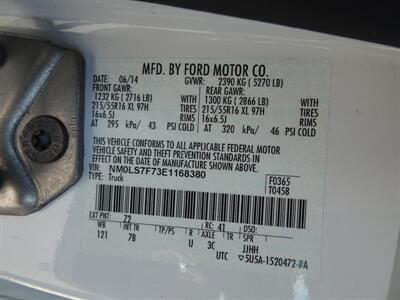 MFD. BY FORD MOTOR CO.
DATE: 06/14 GVWR: 2390 KG ( 5270 LB)
FRONT GAWR: REAR GAWR:
1232 KG ( 2716 LB) 1300 KG ( 2866 LB)
215/55R16 XL 97H TIRES 215/55R16 XL 97H TIRES
16x6.5J RIMS 16x6.5J RIMS
AT 295 kPa/ 43 PSI COLD AT 320 kPa/ 46 PSI COLD
THIS VEHICLE CONFORMS TO ALL APPLICABLE FEDERAL MOTOR
VEHICLE SAFETY AND BUMPER STANDARDS IN EFFECT ON THE DATE OF
MANUFACTURE SHOWN ABOVE.
VIN: NM0LS7F73E1168380
TYPE: Truck
F0365
T0458
EXT PNT: 72 RC: 41 DSO:
WB INT TR TP/PS R AXLE TR SPR
121 7B U 3C JJHH
UTC 5U5A-1520472-BA